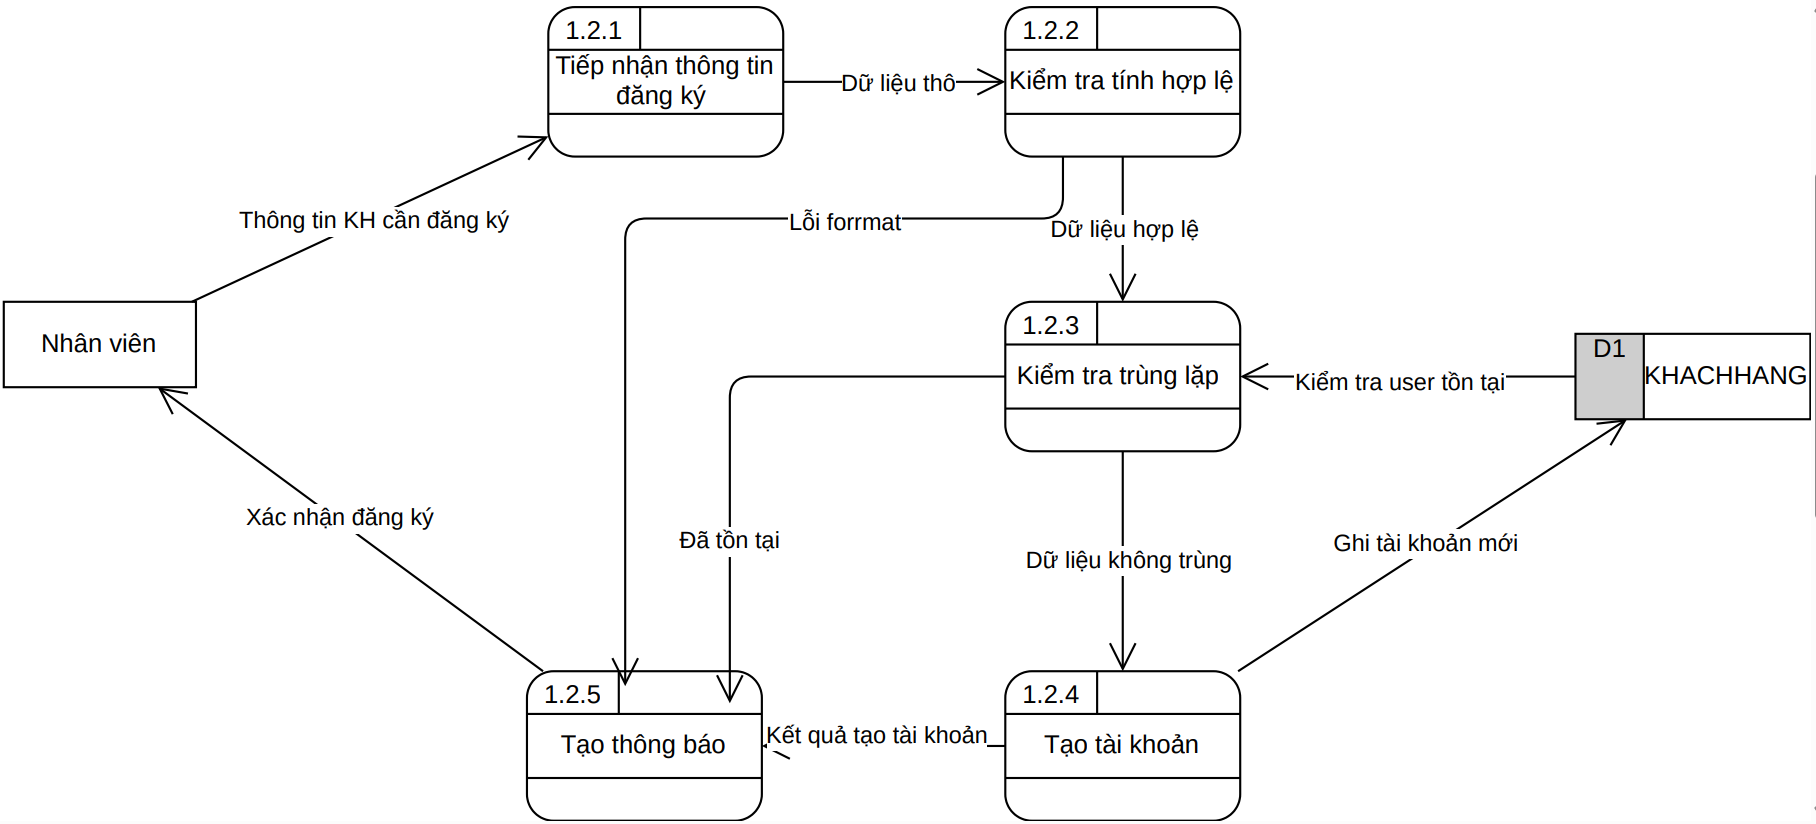 1.2.1
Tiếp nhận thông tin
đăng ký
Dữ liệu thô
1.2.2
Kiểm tra tính hợp lệ
Thông tin KH cần đăng ký
Lỗi forrmat
Dữ liệu hợp lệ
Nhân viên
1.2.3
Kiểm tra trùng lặp
Kiểm tra user tồn tại
D1
KHACHHANG
Xác nhận đăng ký
Đã tồn tại
Dữ liệu không trùng
Ghi tài khoản mới
1.2.5
Tạo thông báo
Kết quả tạo tài khoản
1.2.4
Tạo tài khoản